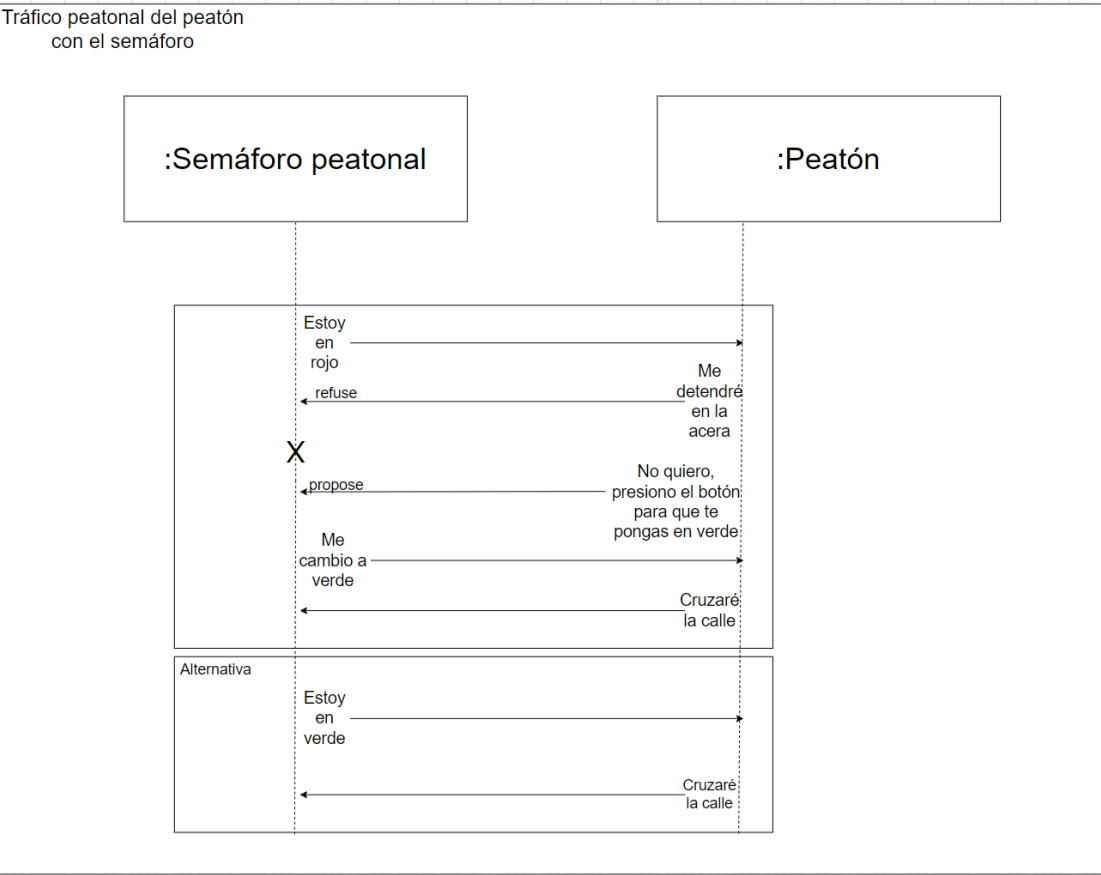 Tráfico peatonal del peatón
con el semáforo
:Semáforo peatonal
:Peatón
Estoy
en
rojo
Me
detendré
en la
acera
refuse
X
No quiero,
presiono el botón
para que te
pongas en verde
propose
Me
cambio a
verde
Cruzaré
la calle
Alternativa
Estoy
en
verde
Cruzaré
la calle